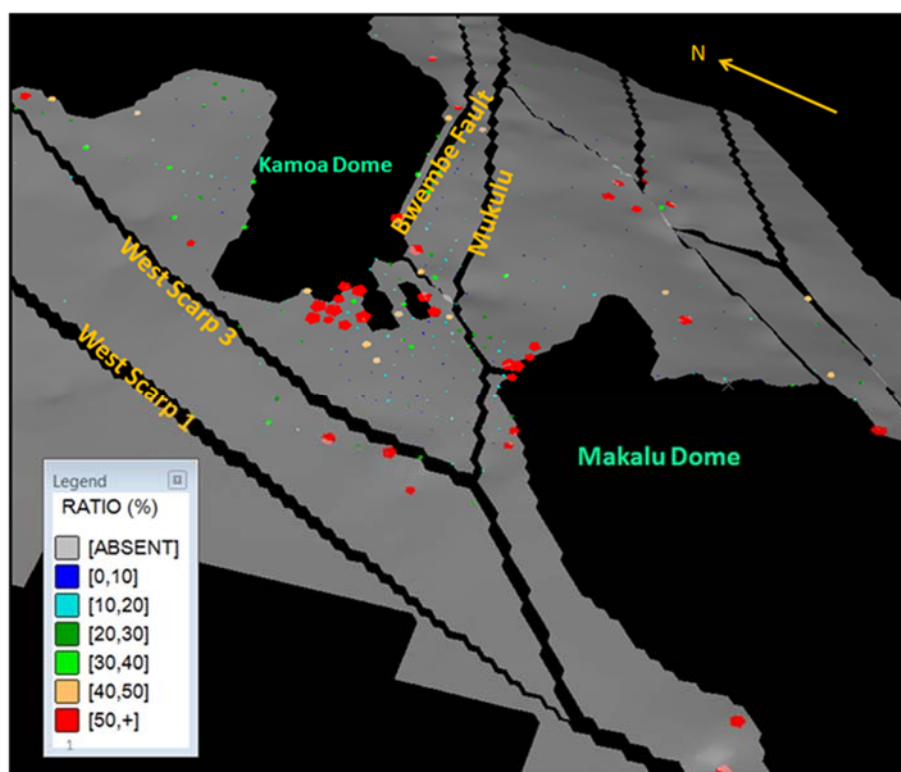 N
Kamoa Dome
Bwembe Fault
Mukulu
West Scarp 3
West Scarp 1
Makalu Dome
Legend
RATIO (%)
[ABSENT]
[0,10]
[10,20]
[20,30]
[30,40]
[40,50]
[50,+]
1